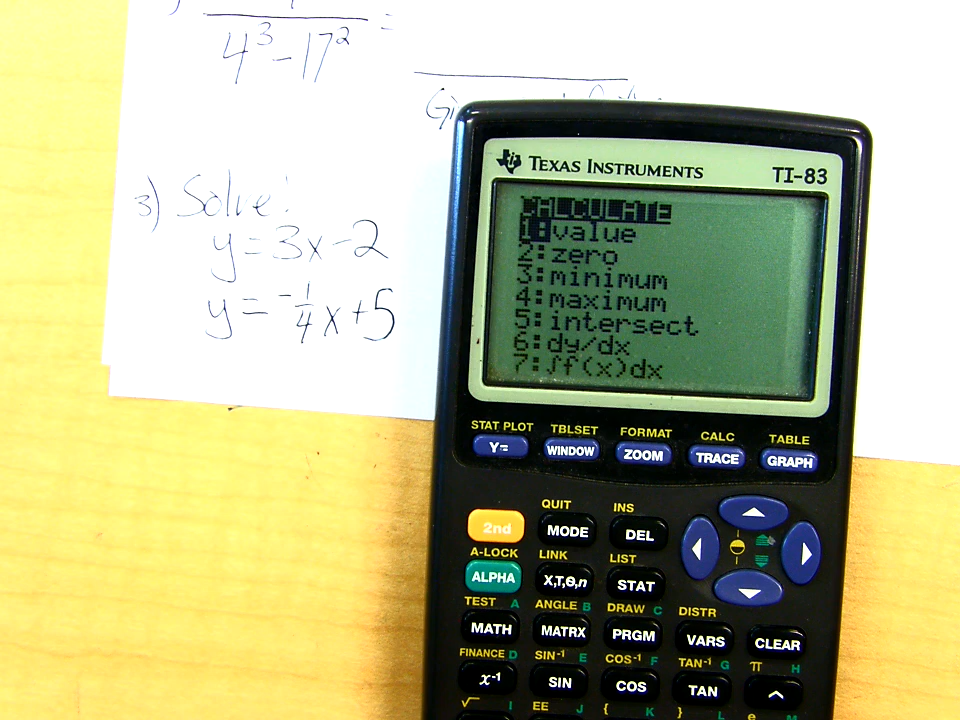 4³-17² =
3) Solve:
y=3x-2
y=-1/4x+5
TEXAS INSTRUMENTS TI-83
CALCULATE
1:value
2:zero
3:minimum
4:maximum
5:intersect
6:dy/dx
7:∫f(x)dx
STAT PLOT TBLSET FORMAT CALC TABLE
Y= WINDOW ZOOM TRACE GRAPH
QUIT INS
2nd MODE DEL
A-LOCK LINK LIST
ALPHA X,T,θ,n STAT
TEST A ANGLE B DRAW C DISTR
MATH MATRX PRGM VARS CLEAR
FINANCE D SIN⁻¹ E COS⁻¹ F TAN⁻¹ G π H
x⁻¹ SIN COS TAN ^
√ I EE J { K } L e M